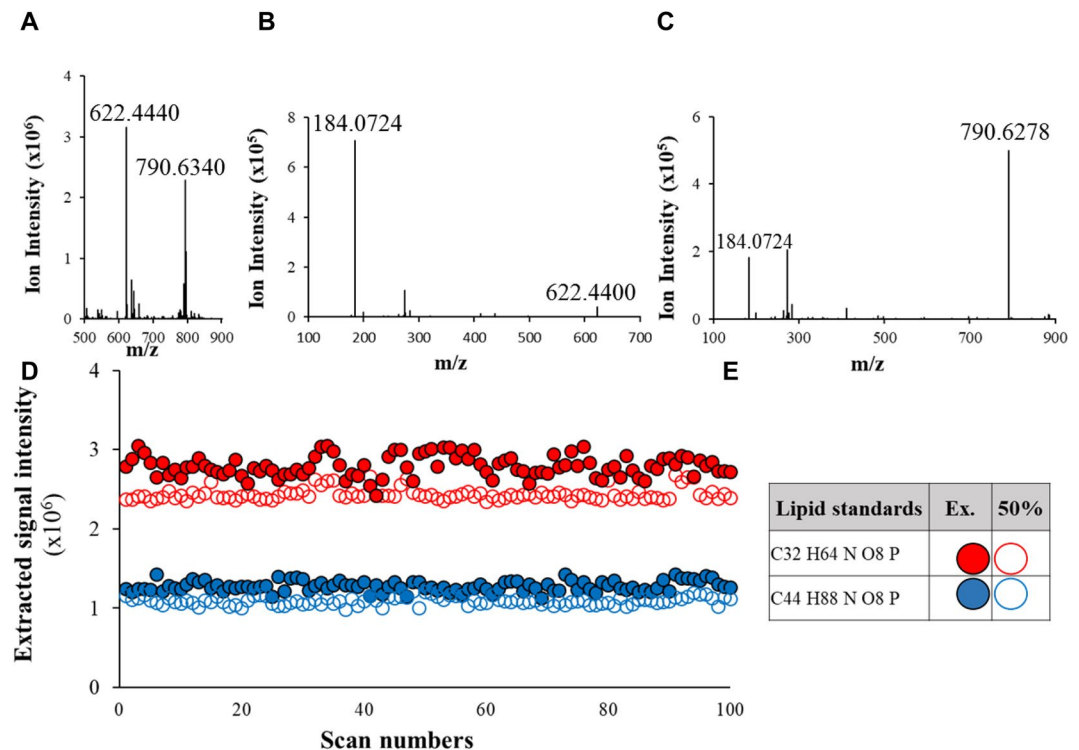 A
B
C
4
3
2
1
0
Ion Intensity (x10⁶)
622.4440
790.6340
500 600 700 800 900
m/z
8
6
4
2
0
Ion Intensity (x10⁵)
184.0724
622.4400
100 200 300 400 500 600 700
m/z
6
4
2
0
Ion Intensity (x10⁵)
790.6278
184.0724
100 300 500 700 900
m/z
D
E
4
3
2
1
0
Extracted signal intensity
(x10⁶)
0 20 40 60 80 100
Scan numbers
Lipid standards Ex. 50%
C32 H64 N O8 P
C44 H88 N O8 P